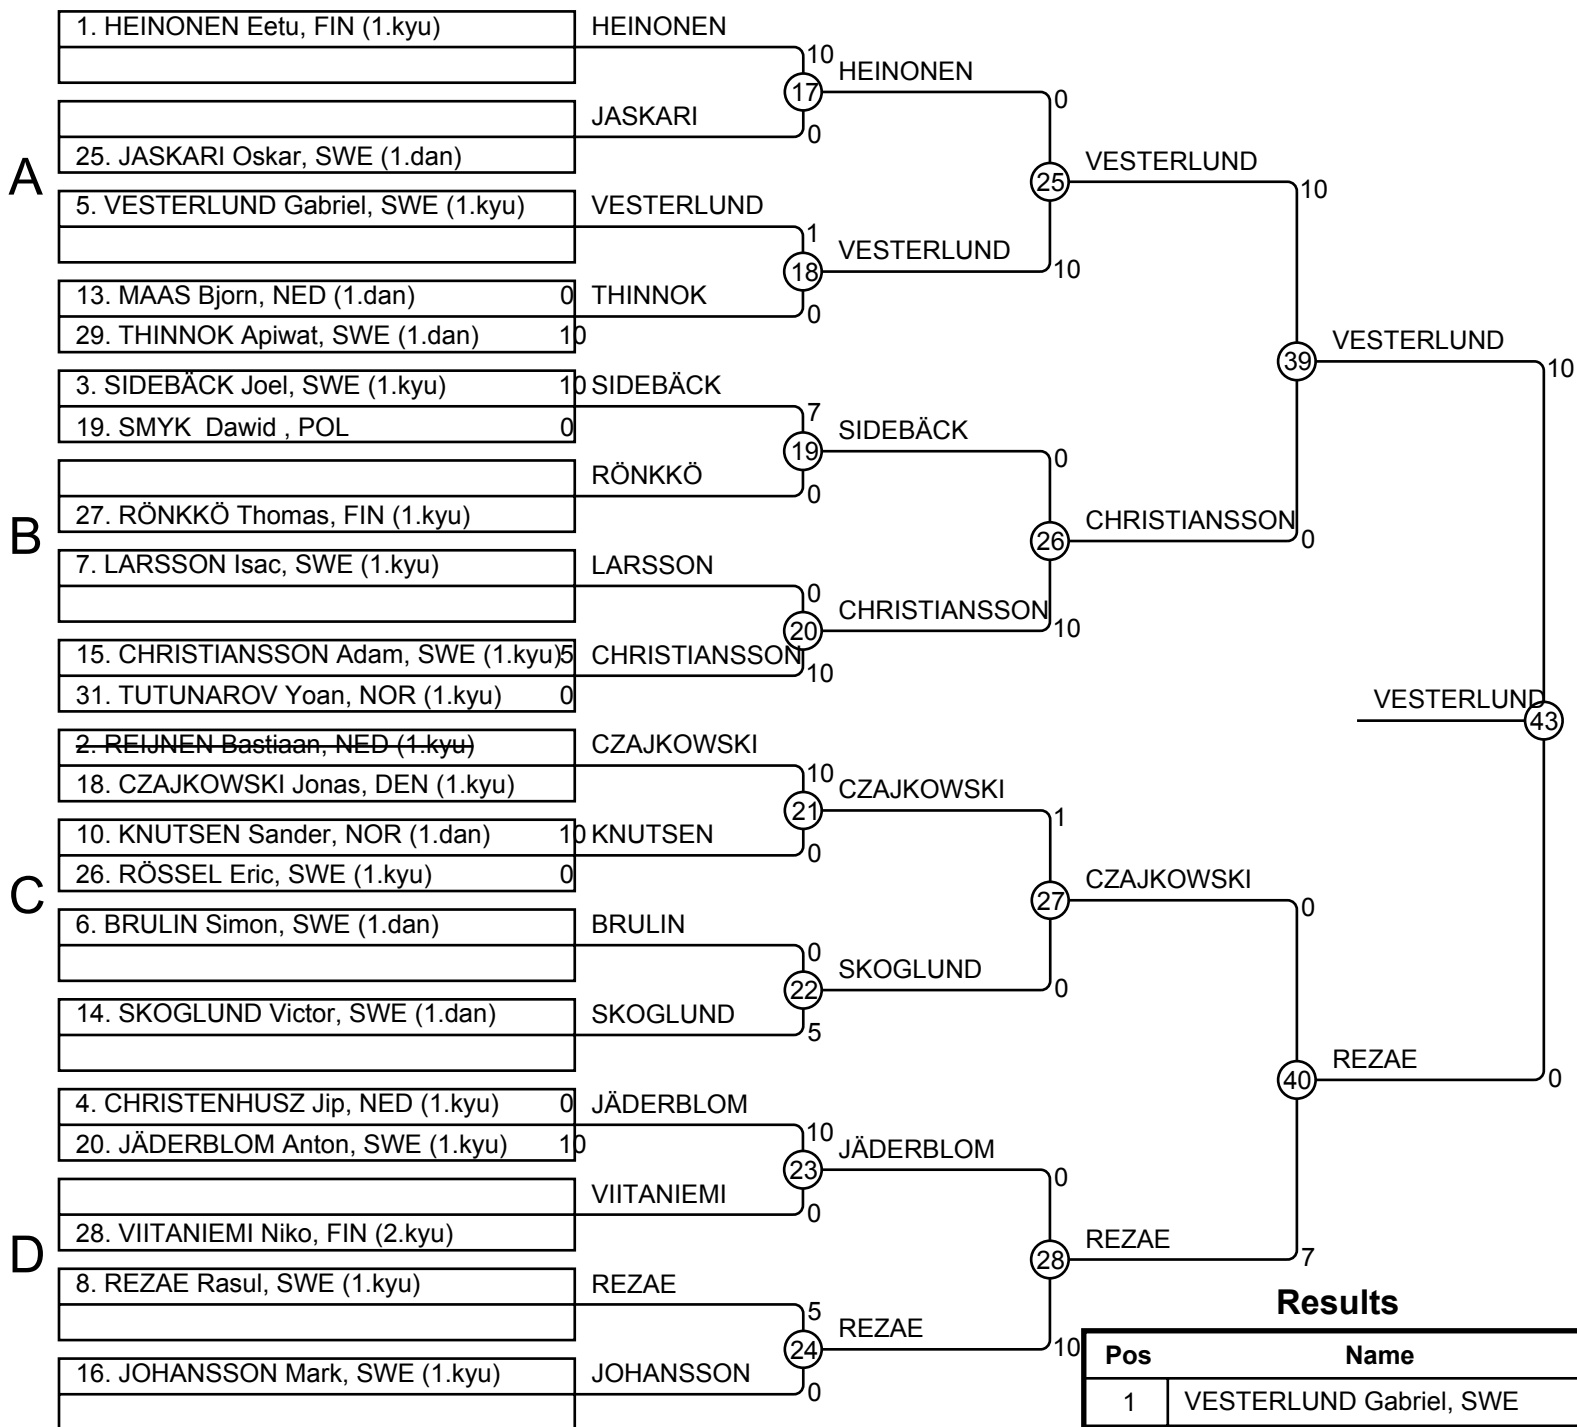 A
1. HEINONEN Eetu, FIN (1.kyu)
25. JASKARI Oskar, SWE (1.dan)
5. VESTERLUND Gabriel, SWE (1.kyu)
13. MAAS Bjorn, NED (1.dan) 0
29. THINNOK Apiwat, SWE (1.dan) 10
B
3. SIDEBÄCK Joel, SWE (1.kyu) 10
19. SMYK Dawid , POL 0
27. RÖNKKÖ Thomas, FIN (1.kyu)
7. LARSSON Isac, SWE (1.kyu)
15. CHRISTIANSSON Adam, SWE (1.kyu) 5
31. TUTUNAROV Yoan, NOR (1.kyu) 0
C
2. REIJNEN Bastiaan, NED (1.kyu)
18. CZAJKOWSKI Jonas, DEN (1.kyu)
10. KNUTSEN Sander, NOR (1.dan) 10
26. RÖSSEL Eric, SWE (1.kyu) 0
6. BRULIN Simon, SWE (1.dan)
14. SKOGLUND Victor, SWE (1.dan)
D
4. CHRISTENHUSZ Jip, NED (1.kyu) 0
20. JÄDERBLOM Anton, SWE (1.kyu) 10
28. VIITANIEMI Niko, FIN (2.kyu)
8. REZAE Rasul, SWE (1.kyu)
16. JOHANSSON Mark, SWE (1.kyu)
HEINONEN
10
17
JASKARI
0
VESTERLUND
1
18
THINNOK
0
SIDEBÄCK
7
19
RÖNKKÖ
0
LARSSON
0
20
CHRISTIANSSON
10
CZAJKOWSKI
10
21
KNUTSEN
0
BRULIN
0
22
SKOGLUND
5
JÄDERBLOM
10
23
VIITANIEMI
0
REZAE
5
24
JOHANSSON
0
HEINONEN
0
25
VESTERLUND
10
SIDEBÄCK
0
26
CHRISTIANSSON
10
CZAJKOWSKI
1
27
SKOGLUND
0
JÄDERBLOM
0
28
REZAE
10
VESTERLUND
10
39
CHRISTIANSSON
0
CZAJKOWSKI
0
40
REZAE
7
VESTERLUND
10
VESTERLUND
43
REZAE
0
Results
Pos Name
1 VESTERLUND Gabriel, SWE